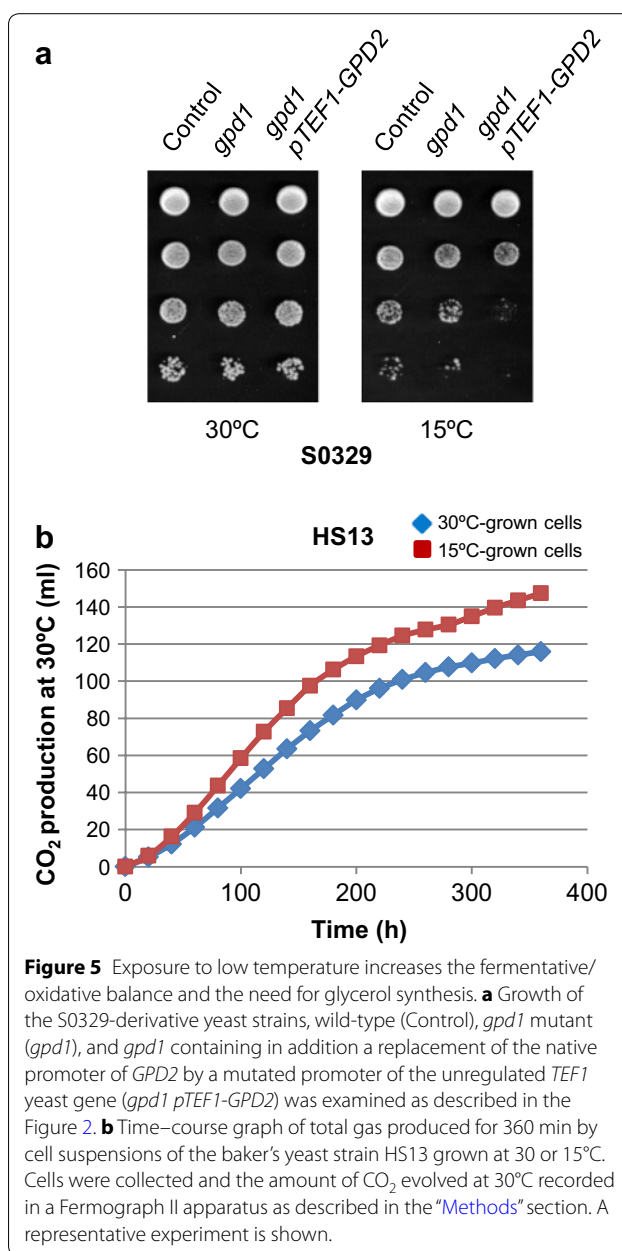 a
Control gpd1 gpd1 pTEF1-GPD2 Control gpd1 gpd1 pTEF1-GPD2
30ºC 15ºC
S0329
b HS13
30ºC-grown cells
15ºC-grown cells
CO2 production at 30ºC (ml)
160
140
120
100
80
60
40
20
0
0 100 200 300 400
Time (h)
Figure 5 Exposure to low temperature increases the fermentative/
oxidative balance and the need for glycerol synthesis. a Growth of
the S0329-derivative yeast strains, wild-type (Control), gpd1 mutant
(gpd1), and gpd1 containing in addition a replacement of the native
promoter of GPD2 by a mutated promoter of the unregulated TEF1
yeast gene (gpd1 pTEF1-GPD2) was examined as described in the
Figure 2. b Time–course graph of total gas produced for 360 min by
cell suspensions of the baker's yeast strain HS13 grown at 30 or 15°C.
Cells were collected and the amount of CO2 evolved at 30°C recorded
in a Fermograph II apparatus as described in the "Methods" section. A
representative experiment is shown.